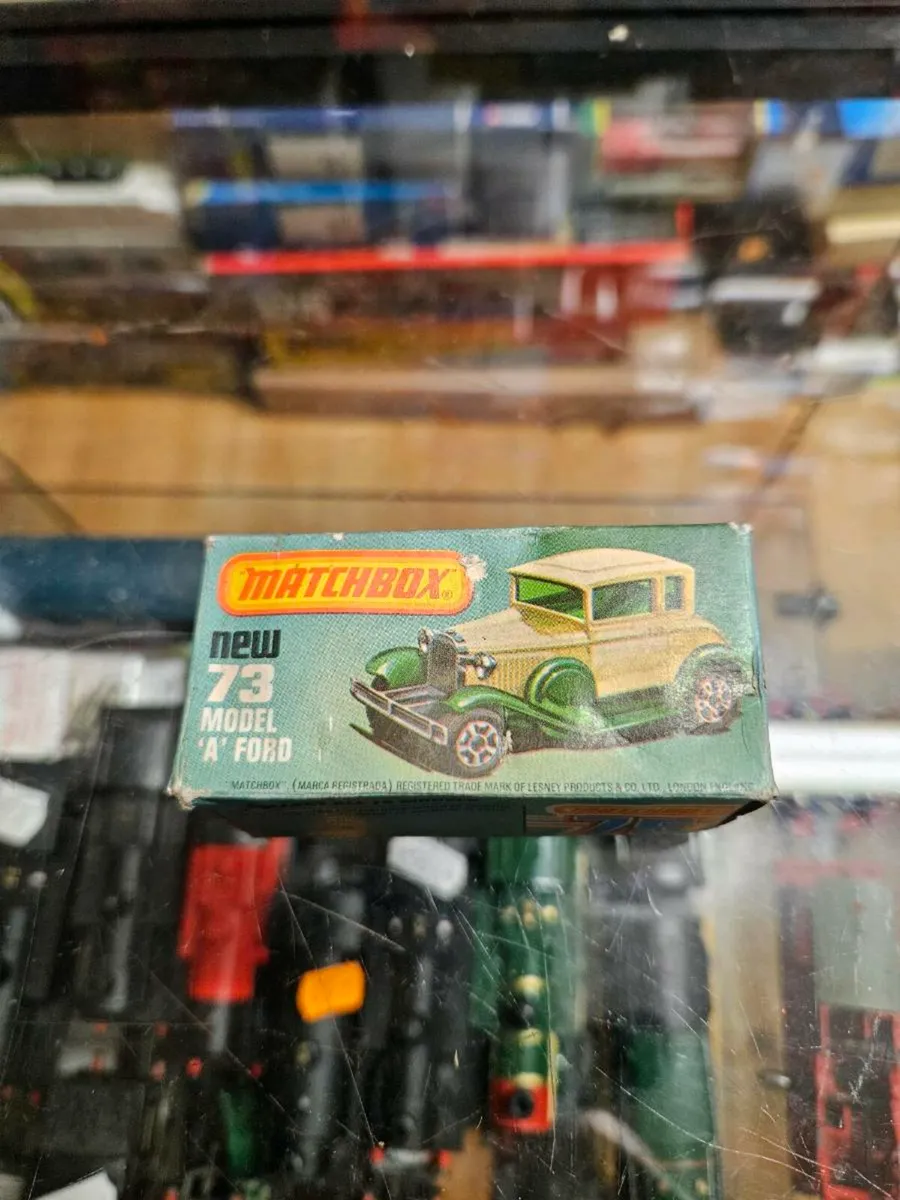 MATCHBOX®
new
73
MODEL
'A' FORD
"MATCHBOX" (MARCA REGISTRADA) REGISTERED TRADE MARK OF LESNEY PRODUCTS & CO. LTD., LONDON ENGLAND